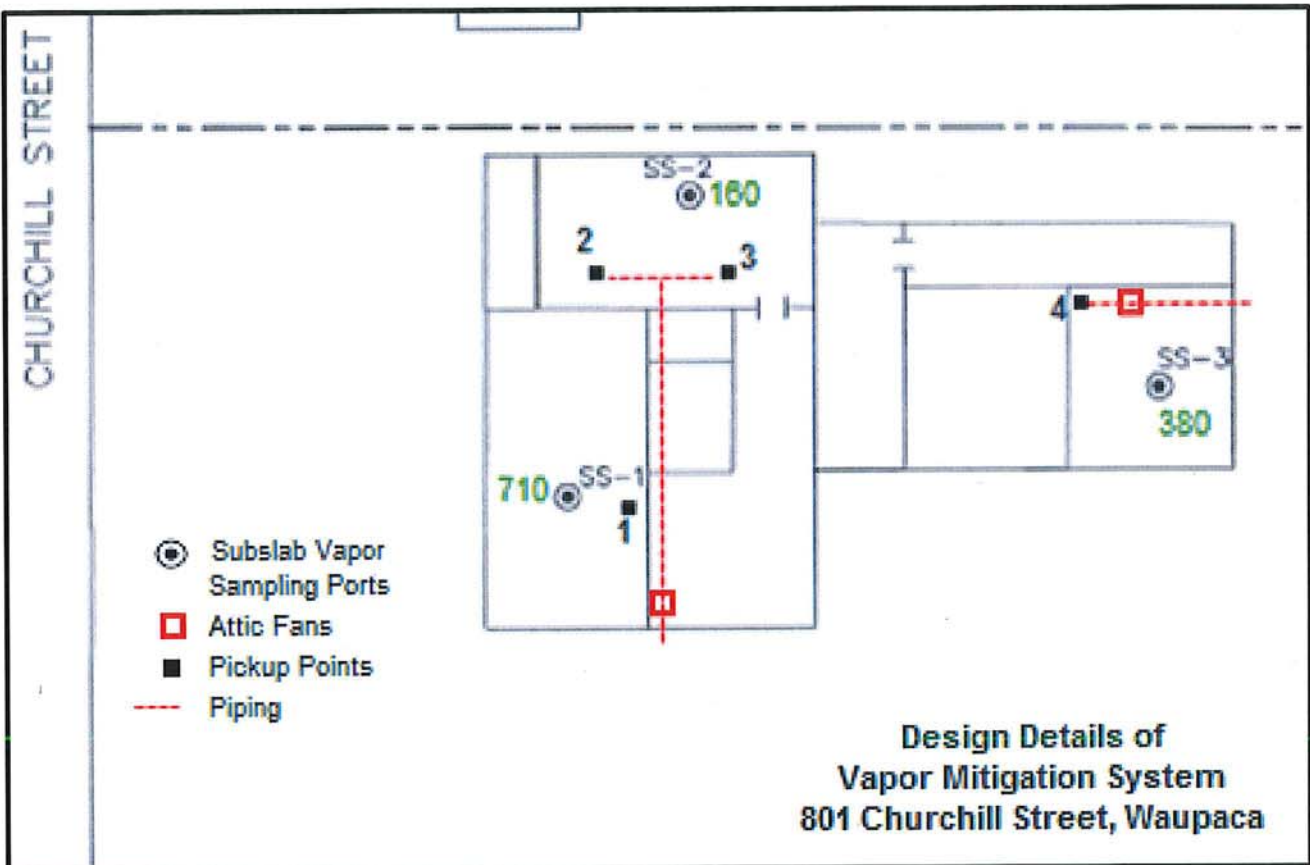 CHURCHILL STREET
SS-2
160
2
3
4
SS-3
380
710
SS-1
1
Subslab Vapor
Sampling Ports
Attic Fans
Pickup Points
Piping
Design Details of
Vapor Mitigation System
801 Churchill Street, Waupaca